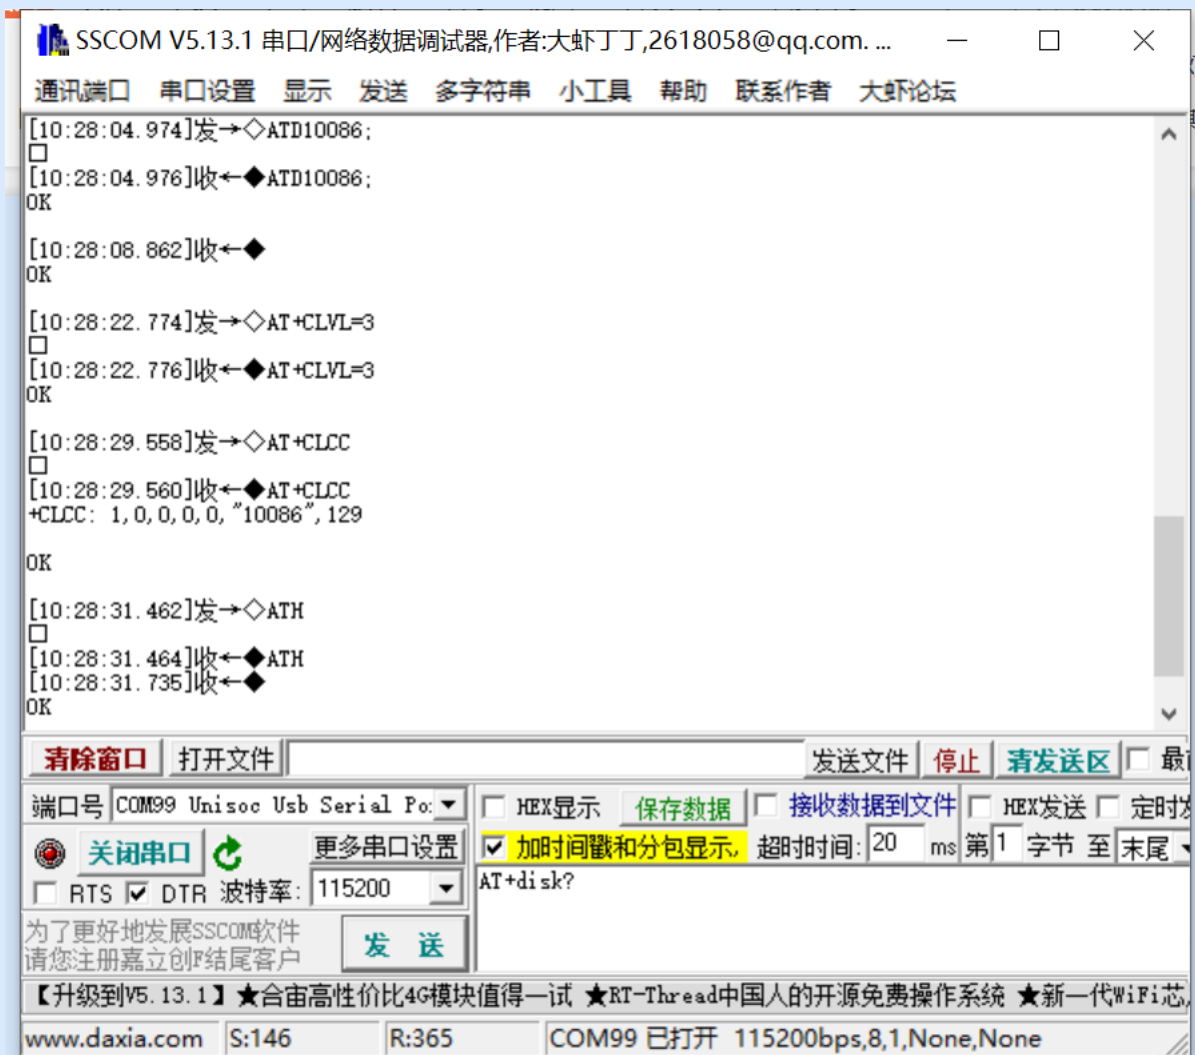 SSCOM V5.13.1 串口/网络数据调试器,作者:大虾丁丁,2618058@qq.com. ...
通讯端口 串口设置 显示 发送 多字符串 小工具 帮助 联系作者 大虾论坛
[10:28:04.974]发→◇ATD10086;
□
[10:28:04.976]收←◆ATD10086;
OK
[10:28:08.862]收←◆
OK
[10:28:22.774]发→◇AT+CLVL=3
□
[10:28:22.776]收←◆AT+CLVL=3
OK
[10:28:29.558]发→◇AT+CLCC
□
[10:28:29.560]收←◆AT+CLCC
+CLCC: 1,0,0,0,0,"10086",129
OK
[10:28:31.462]发→◇ATH
□
[10:28:31.464]收←◆ATH
[10:28:31.735]收←◆
OK
清除窗口 打开文件 发送文件 停止 清发送区 最
端口号 COM99 Unisoc Usb Serial Po HEX显示 保存数据 接收数据到文件 HEX发送 定时
关闭串口 更多串口设置 加时间戳和分包显示, 超时时间: 20 ms 第1 字节 至 末尾
RTS DTR 波特率: 115200 AT+disk?
为了更好地发展SSCOM软件
请您注册嘉立创F结尾客户
发 送
【升级到V5.13.1】★合宙高性价比4G模块值得一试 ★RT-Thread中国人的开源免费操作系统 ★新一代WiFi芯
www.daxia.com S:146 R:365 COM99 已打开 115200bps,8,1,None,None